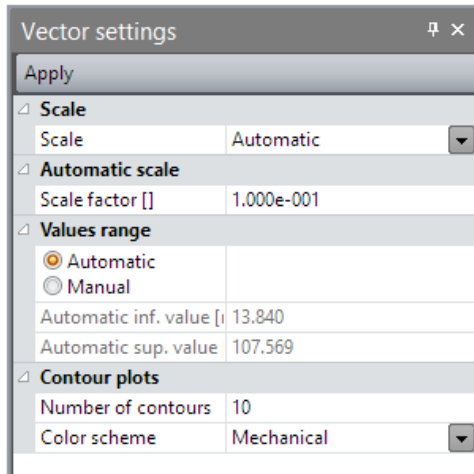 Vector settings
Apply
Scale
Scale Automatic
Automatic scale
Scale factor [] 1.000e-001
Values range
Automatic
Manual
Automatic inf. value [ 13.840
Automatic sup. value 107.569
Contour plots
Number of contours 10
Color scheme Mechanical